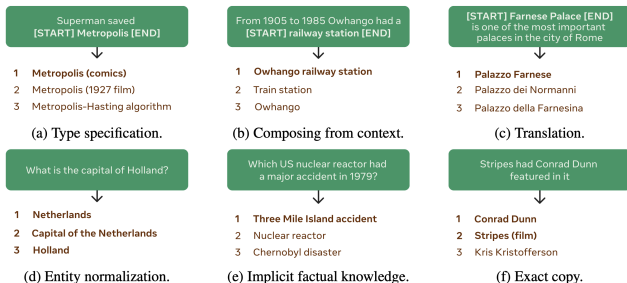 Superman saved
[START] Metropolis [END]
1 Metropolis (comics)
2 Metropolis (1927 film)
3 Metropolis-Hasting algorithm
(a) Type specification.
From 1905 to 1985 Owhango had a
[START] railway station [END]
1 Owhango railway station
2 Train station
3 Owhango
(b) Composing from context.
[START] Farnese Palace [END]
is one of the most important
palaces in the city of Rome
1 Palazzo Farnese
2 Palazzo dei Normanni
3 Palazzo della Farnesina
(c) Translation.
What is the capital of Holland?
1 Netherlands
2 Capital of the Netherlands
3 Holland
(d) Entity normalization.
Which US nuclear reactor had
a major accident in 1979?
1 Three Mile Island accident
2 Nuclear reactor
3 Chernobyl disaster
(e) Implicit factual knowledge.
Stripes had Conrad Dunn
featured in it
1 Conrad Dunn
2 Stripes (film)
3 Kris Kristofferson
(f) Exact copy.